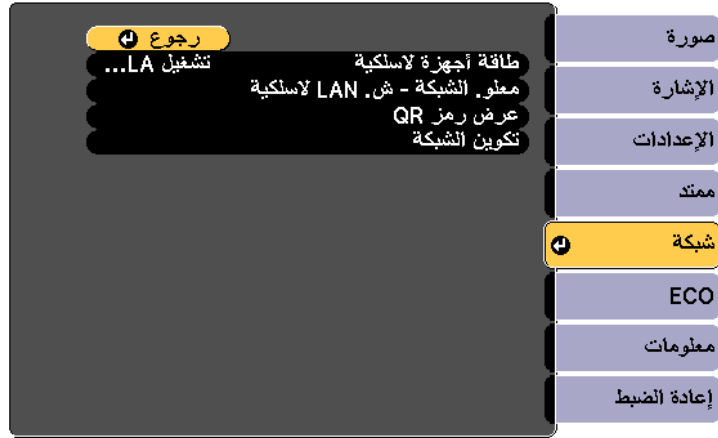 صورة
الإشارة
الإعدادات
ممتد
شبكة
ECO
معلومات
إعادة الضبط
رجوع
طاقة أجهزة لاسلكية تشغيل LA...
معلو. الشبكة - ش. LAN لاسلكية
عرض رمز QR
تكوين الشبكة